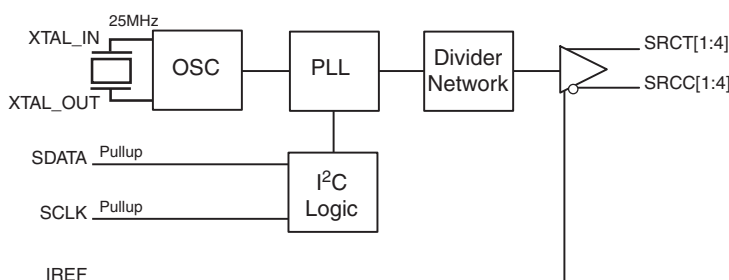 25MHz
XTAL_IN
OSC
PLL
Divider
Network
SRCT[1:4]
SRCC[1:4]
XTAL_OUT
SDATA Pullup
I²C
Logic
SCLK Pullup
IREF